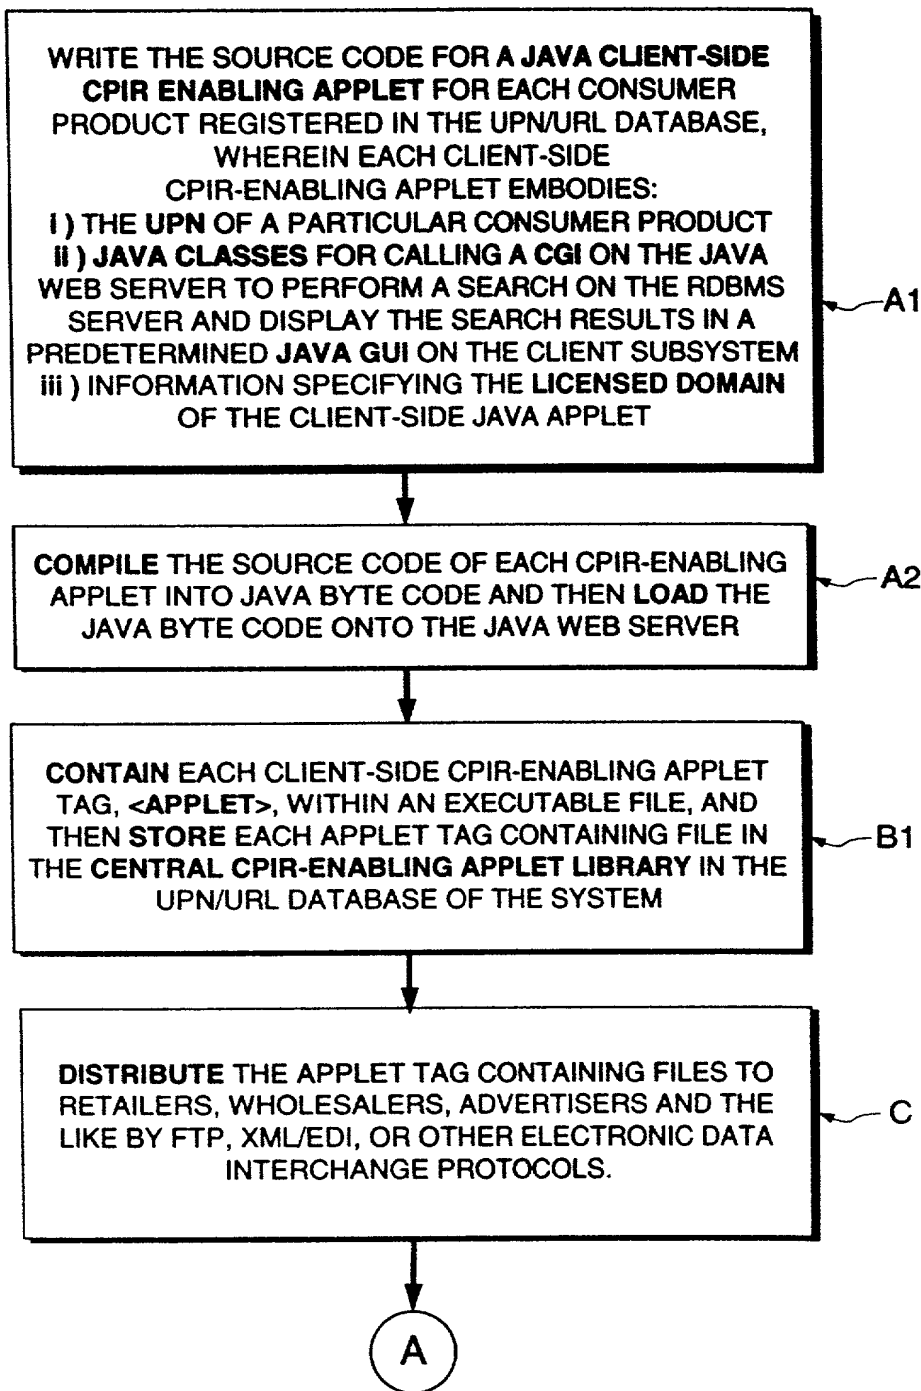 WRITE THE SOURCE CODE FOR A JAVA CLIENT-SIDE
CPIR ENABLING APPLET FOR EACH CONSUMER
PRODUCT REGISTERED IN THE UPN/URL DATABASE,
WHEREIN EACH CLIENT-SIDE
CPIR-ENABLING APPLET EMBODIES:
i ) THE UPN OF A PARTICULAR CONSUMER PRODUCT
ii ) JAVA CLASSES FOR CALLING A CGI ON THE JAVA
WEB SERVER TO PERFORM A SEARCH ON THE RDBMS
SERVER AND DISPLAY THE SEARCH RESULTS IN A
PREDETERMINED JAVA GUI ON THE CLIENT SUBSYSTEM
iii ) INFORMATION SPECIFYING THE LICENSED DOMAIN
OF THE CLIENT-SIDE JAVA APPLET
A1
COMPILE THE SOURCE CODE OF EACH CPIR-ENABLING
APPLET INTO JAVA BYTE CODE AND THEN LOAD THE
JAVA BYTE CODE ONTO THE JAVA WEB SERVER
A2
CONTAIN EACH CLIENT-SIDE CPIR-ENABLING APPLET
TAG, <APPLET>, WITHIN AN EXECUTABLE FILE, AND
THEN STORE EACH APPLET TAG CONTAINING FILE IN
THE CENTRAL CPIR-ENABLING APPLET LIBRARY IN THE
UPN/URL DATABASE OF THE SYSTEM
B1
DISTRIBUTE THE APPLET TAG CONTAINING FILES TO
RETAILERS, WHOLESALERS, ADVERTISERS AND THE
LIKE BY FTP, XML/EDI, OR OTHER ELECTRONIC DATA
INTERCHANGE PROTOCOLS.
C
A